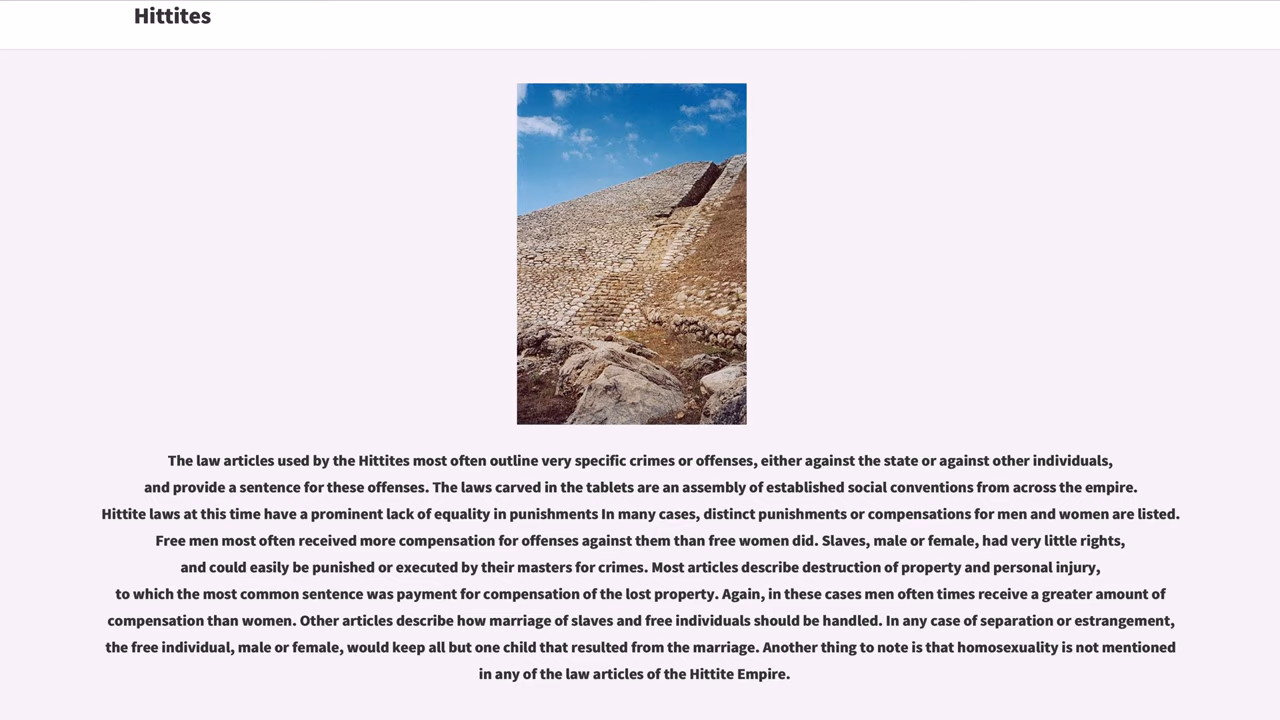 Hittites
The law articles used by the Hittites most often outline very specific crimes or offenses, either against the state or against other individuals,
and provide a sentence for these offenses. The laws carved in the tablets are an assembly of established social conventions from across the empire.
Hittite laws at this time have a prominent lack of equality in punishments In many cases, distinct punishments or compensations for men and women are listed.
Free men most often received more compensation for offenses against them than free women did. Slaves, male or female, had very little rights,
and could easily be punished or executed by their masters for crimes. Most articles describe destruction of property and personal injury,
to which the most common sentence was payment for compensation of the lost property. Again, in these cases men often times receive a greater amount of
compensation than women. Other articles describe how marriage of slaves and free individuals should be handled. In any case of separation or estrangement,
the free individual, male or female, would keep all but one child that resulted from the marriage. Another thing to note is that homosexuality is not mentioned
in any of the law articles of the Hittite Empire.